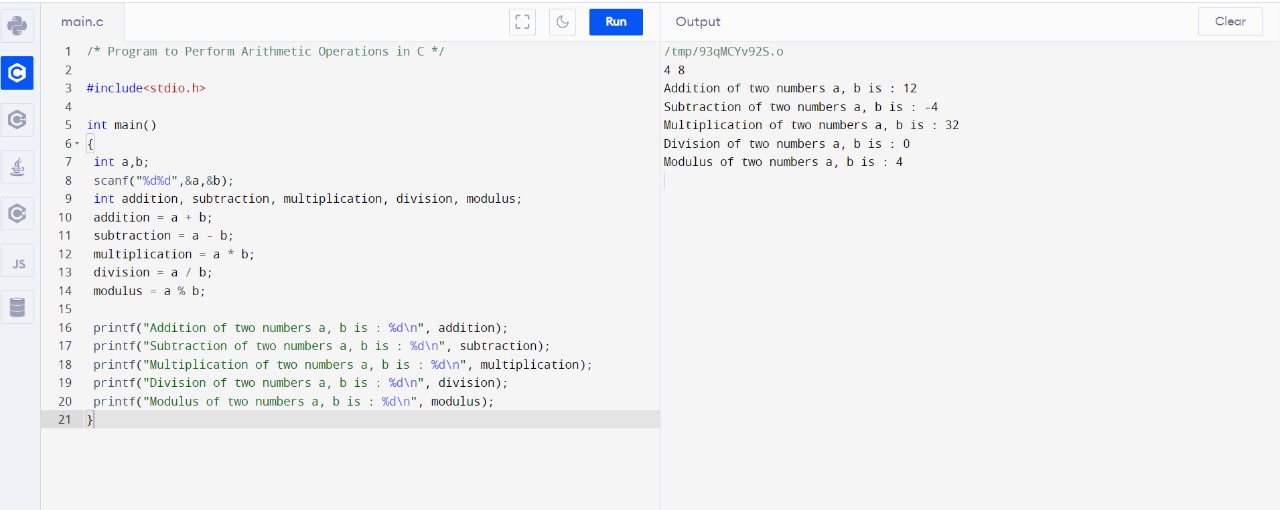 main.c
Run
Output
Clear
1 /* Program to Perform Arithmetic Operations in C */
2
3 #include<stdio.h>
4
5 int main()
6 {
7 int a,b;
8 scanf("%d%d",&a,&b);
9 int addition, subtraction, multiplication, division, modulus;
10 addition = a + b;
11 subtraction = a - b;
12 multiplication = a * b;
13 division = a / b;
14 modulus = a % b;
15
16 printf("Addition of two numbers a, b is : %d\n", addition);
17 printf("Subtraction of two numbers a, b is : %d\n", subtraction);
18 printf("Multiplication of two numbers a, b is : %d\n", multiplication);
19 printf("Division of two numbers a, b is : %d\n", division);
20 printf("Modulus of two numbers a, b is : %d\n", modulus);
21 }
/tmp/93qMCYv92S.o
4 8
Addition of two numbers a, b is : 12
Subtraction of two numbers a, b is : -4
Multiplication of two numbers a, b is : 32
Division of two numbers a, b is : 0
Modulus of two numbers a, b is : 4
JS